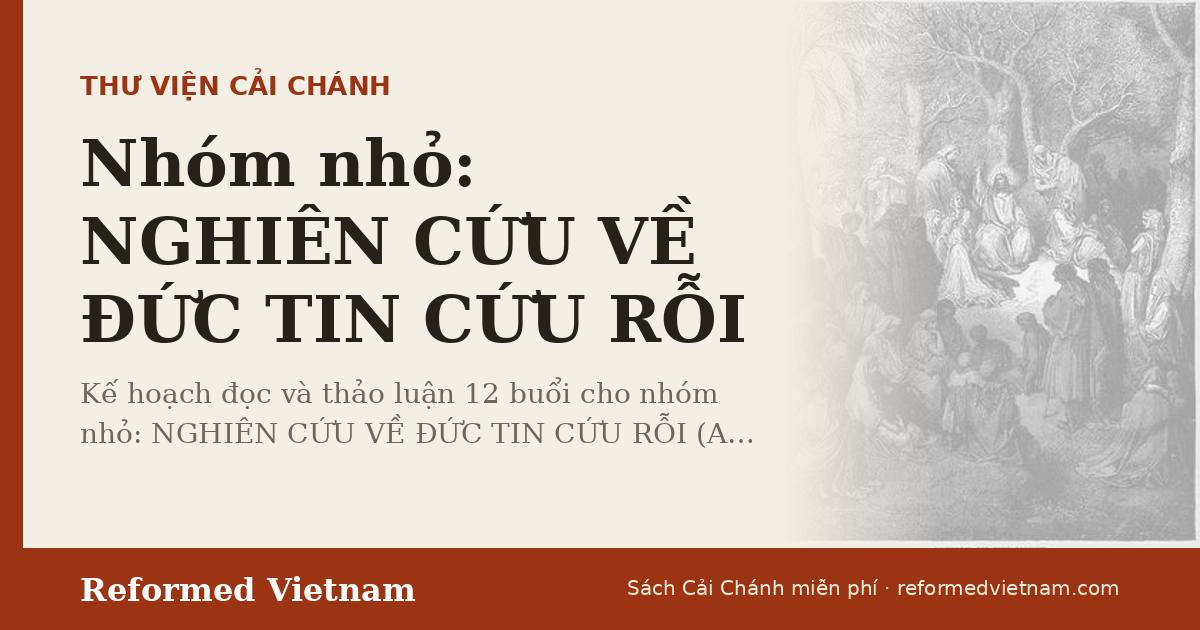 THƯ VIỆN CẢI CHÁNH
Nhóm nhỏ:
NGHIÊN CỨU VỀ
ĐỨC TIN CỨU RỖI
Kế hoạch đọc và thảo luận 12 buổi cho nhóm
nhỏ: NGHIÊN CỨU VỀ ĐỨC TIN CỨU RỖI (A...
Reformed Vietnam
Sách Cải Chánh miễn phí · reformedvietnam.com